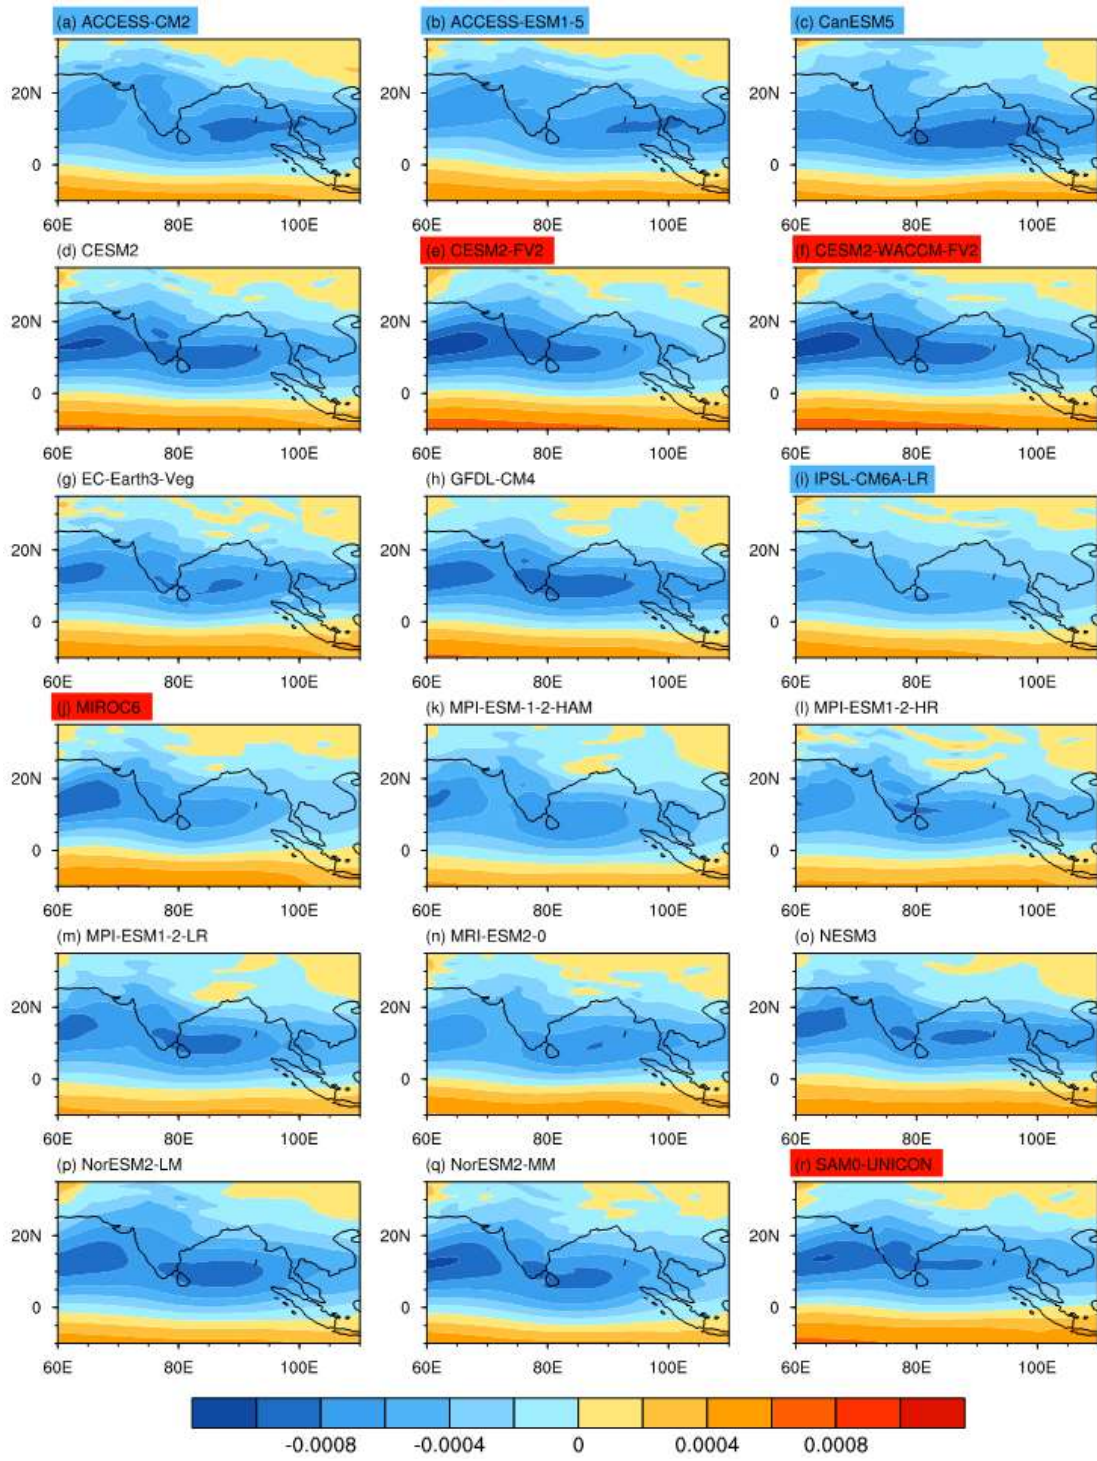 (a) ACCESS-CM2 (b) ACCESS-ESM1-5 (c) CanESM5
20N 20N 20N
0 0 0
60E 80E 100E 60E 80E 100E 60E 80E 100E
(d) CESM2 (e) CESM2-FV2 (f) CESM2-WACCM-FV2
20N 20N 20N
0 0 0
60E 80E 100E 60E 80E 100E 60E 80E 100E
(g) EC-Earth3-Veg (h) GFDL-CM4 (i) IPSL-CM6A-LR
20N 20N 20N
0 0 0
60E 80E 100E 60E 80E 100E 60E 80E 100E
(j) MIROC6 (k) MPI-ESM-1-2-HAM (l) MPI-ESM1-2-HR
20N 20N 20N
0 0 0
60E 80E 100E 60E 80E 100E 60E 80E 100E
(m) MPI-ESM1-2-LR (n) MRI-ESM2-0 (o) NESM3
20N 20N 20N
0 0 0
60E 80E 100E 60E 80E 100E 60E 80E 100E
(p) NorESM2-LM (q) NorESM2-MM (r) SAM0-UNICON
20N 20N 20N
0 0 0
60E 80E 100E 60E 80E 100E 60E 80E 100E
-0.0008 -0.0004 0 0.0004 0.0008